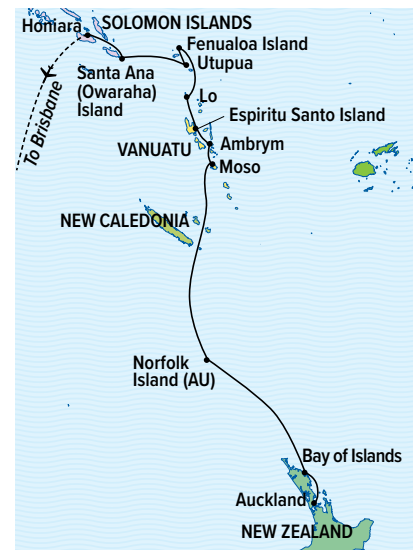 Honiara
SOLOMON ISLANDS
Fenualoa Island
Utupua
Santa Ana
(Owaraha)
Island
To Brisbane
Lo
Espiritu Santo Island
VANUATU
Ambrym
Moso
NEW CALEDONIA
Norfolk
Island (AU)
Bay of Islands
Auckland
NEW ZEALAND